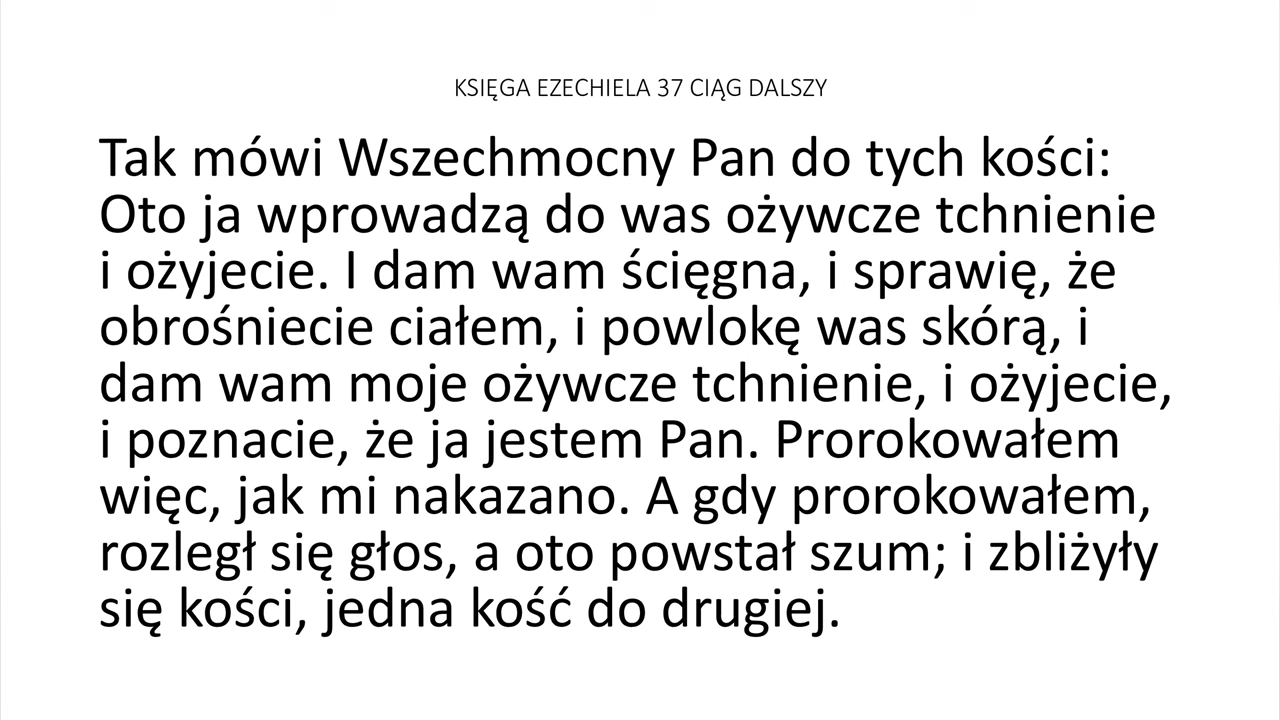 KSIĘGA EZECHIELA 37 CIĄG DALSZY
Tak mówi Wszechmocny Pan do tych kości:
Oto ja wprowadzą do was ożywcze tchnienie
i ożyjecie. I dam wam ścięgna, i sprawię, że
obrośniecie ciałem, i powlokę was skórą, i
dam wam moje ożywcze tchnienie, i ożyjecie,
i poznacie, że ja jestem Pan. Prorokowałem
więc, jak mi nakazano. A gdy prorokowałem,
rozległ się głos, a oto powstał szum; i zbliżyły
się kości, jedna kość do drugiej.